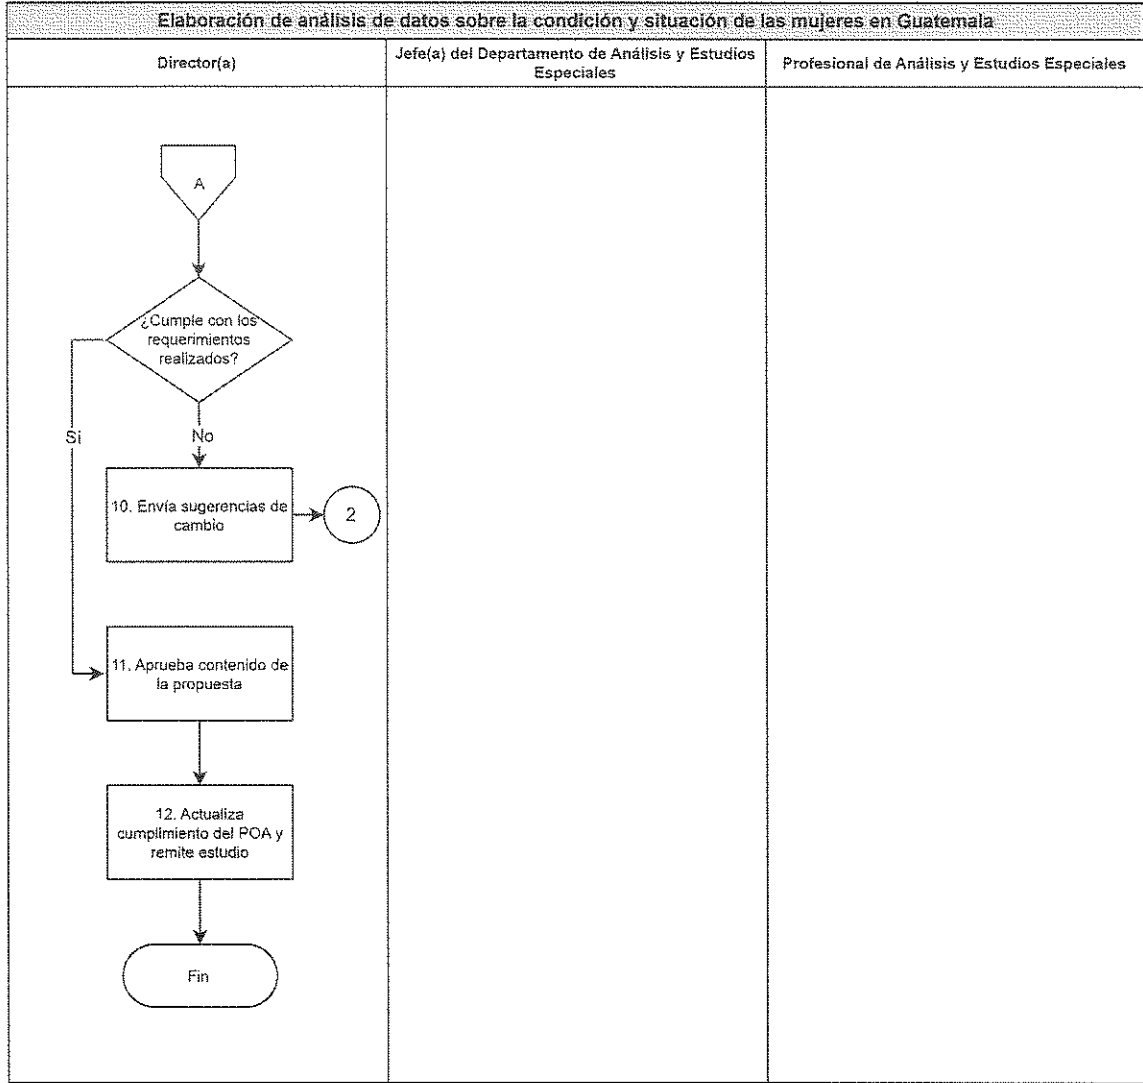 Elaboración de análisis de datos sobre la condición y situación de las mujeres en Guatemala
Director(a)
Jefe(a) del Departamento de Análisis y Estudios
Especiales
Profesional de Análisis y Estudios Especiales
A
¿Cumple con los
requerimientos
realizados?
Si
No
10. Envía sugerencias de
cambio
2
11. Aprueba contenido de
la propuesta
12. Actualiza
cumplimiento del POA y
remite estudio
Fin